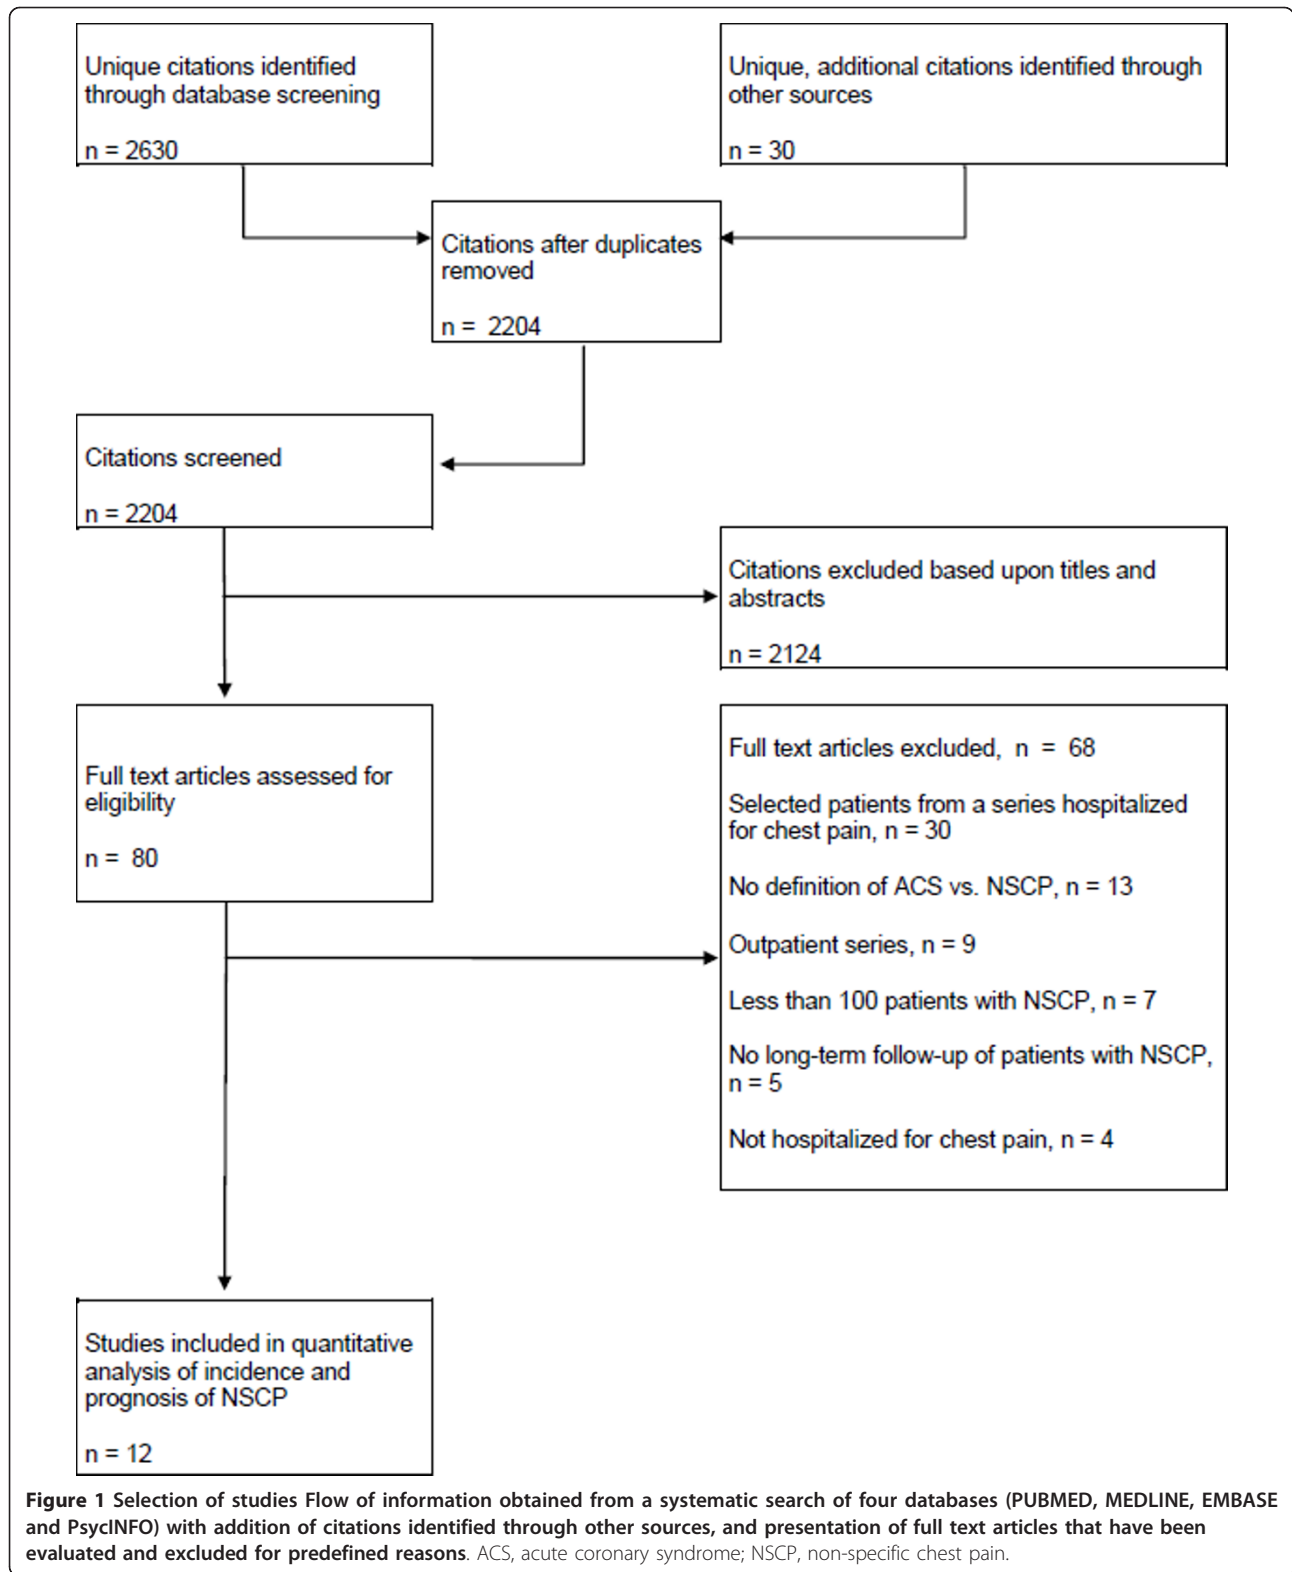 Unique citations identified
through database screening
n = 2630
Unique, additional citations identified through
other sources
n = 30
Citations after duplicates
removed
n = 2204
Citations screened
n = 2204
Citations excluded based upon titles and
abstracts
n = 2124
Full text articles assessed for
eligibility
n = 80
Full text articles excluded, n = 68
Selected patients from a series hospitalized
for chest pain, n = 30
No definition of ACS vs. NSCP, n = 13
Outpatient series, n = 9
Less than 100 patients with NSCP, n = 7
No long-term follow-up of patients with NSCP,
n = 5
Not hospitalized for chest pain, n = 4
Studies included in quantitative
analysis of incidence and
prognosis of NSCP
n = 12
Figure 1 Selection of studies Flow of information obtained from a systematic search of four databases (PUBMED, MEDLINE, EMBASE
and PsycINFO) with addition of citations identified through other sources, and presentation of full text articles that have been
evaluated and excluded for predefined reasons. ACS, acute coronary syndrome; NSCP, non-specific chest pain.